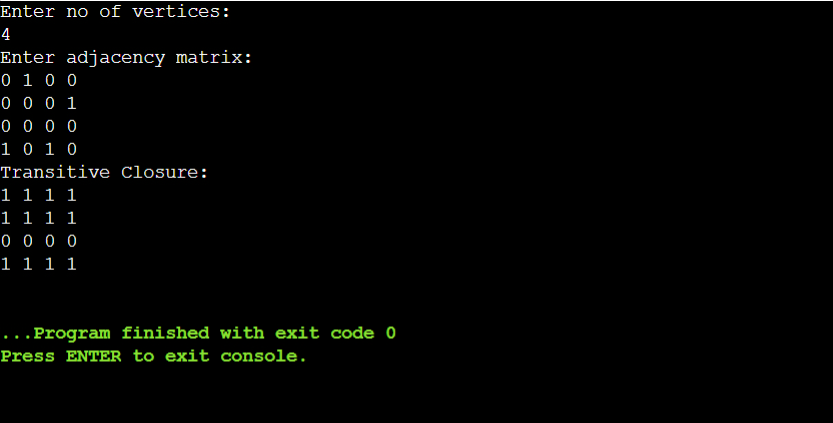 Enter no of vertices:
4
Enter adjacency matrix:
0 1 0 0
0 0 0 1
0 0 0 0
1 0 1 0
Transitive Closure:
1 1 1 1
1 1 1 1
0 0 0 0
1 1 1 1
...Program finished with exit code 0
Press ENTER to exit console.